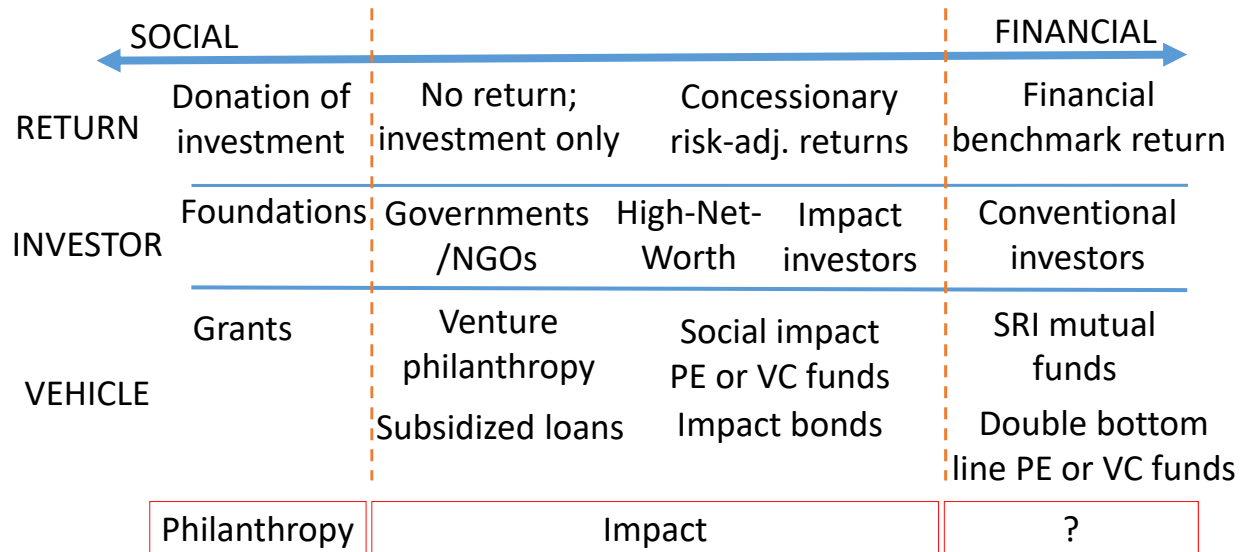 SOCIAL
FINANCIAL
RETURN
Donation of
investment
No return;
investment only
Concessionary
risk-adj. returns
Financial
benchmark return
INVESTOR
Foundations
Governments
/NGOs
High-Net-
Worth
Impact
investors
Conventional
investors
VEHICLE
Grants
Venture
philanthropy
Subsidized loans
Social impact
PE or VC funds
Impact bonds
SRI mutual
funds
Double bottom
line PE or VC funds
Philanthropy
Impact
?